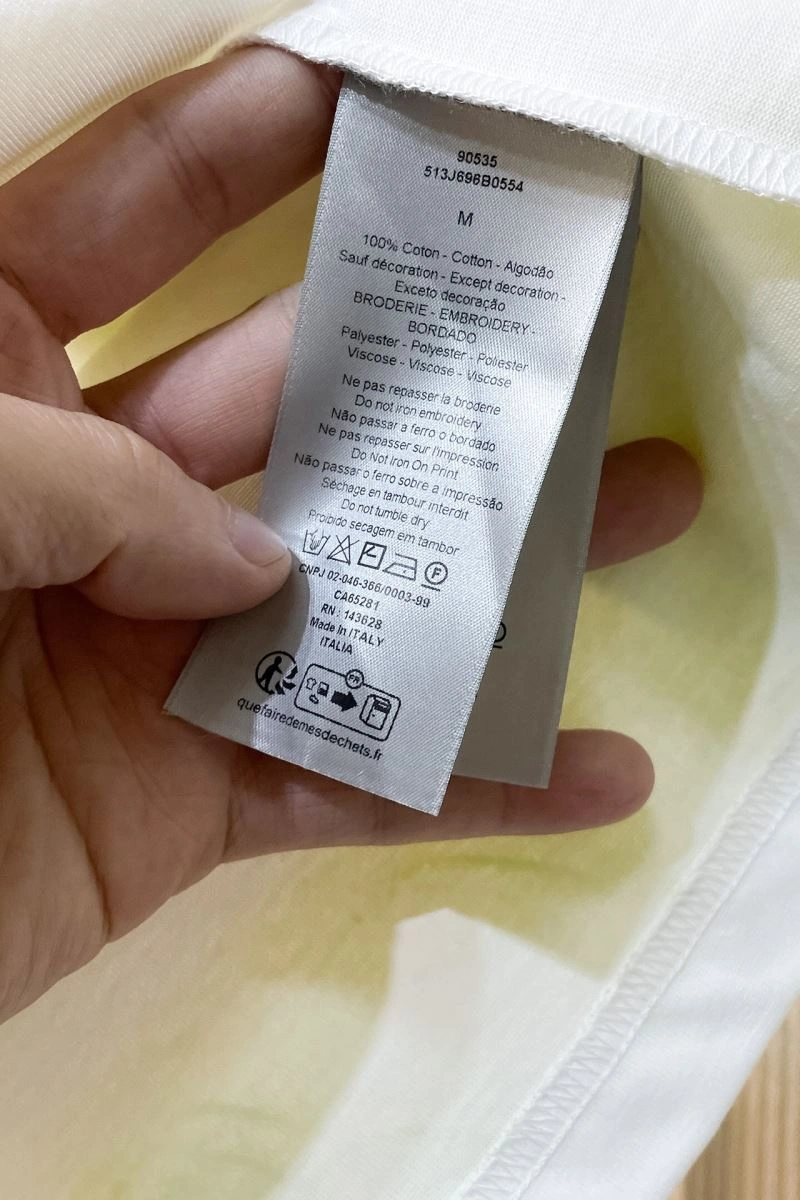 90535
513J696B0554
M
100% Coton - Cotton - Algodão
Sauf décoration - Except decoration -
Exceto decoração
BRODERIE - EMBROIDERY -
BORDADO
Palyester - Polyester - Poliester
Viscose - Viscose - Viscose
Ne pas repasser la broderie
Do not iron embroidery
Não passar a ferro o bordado
Ne pas repasser sur l'impression
Do Not Iron On Print
Não passar o ferro sobre a impressão
Séchage en tambour interdit
Do not tumble dry
Proibido secagem em tambor
F
CNPJ 02-046-366/0003-99
CA65281
RN : 143628
Made In ITALY
ITALIA
FR
quefairedemesdechets.fr